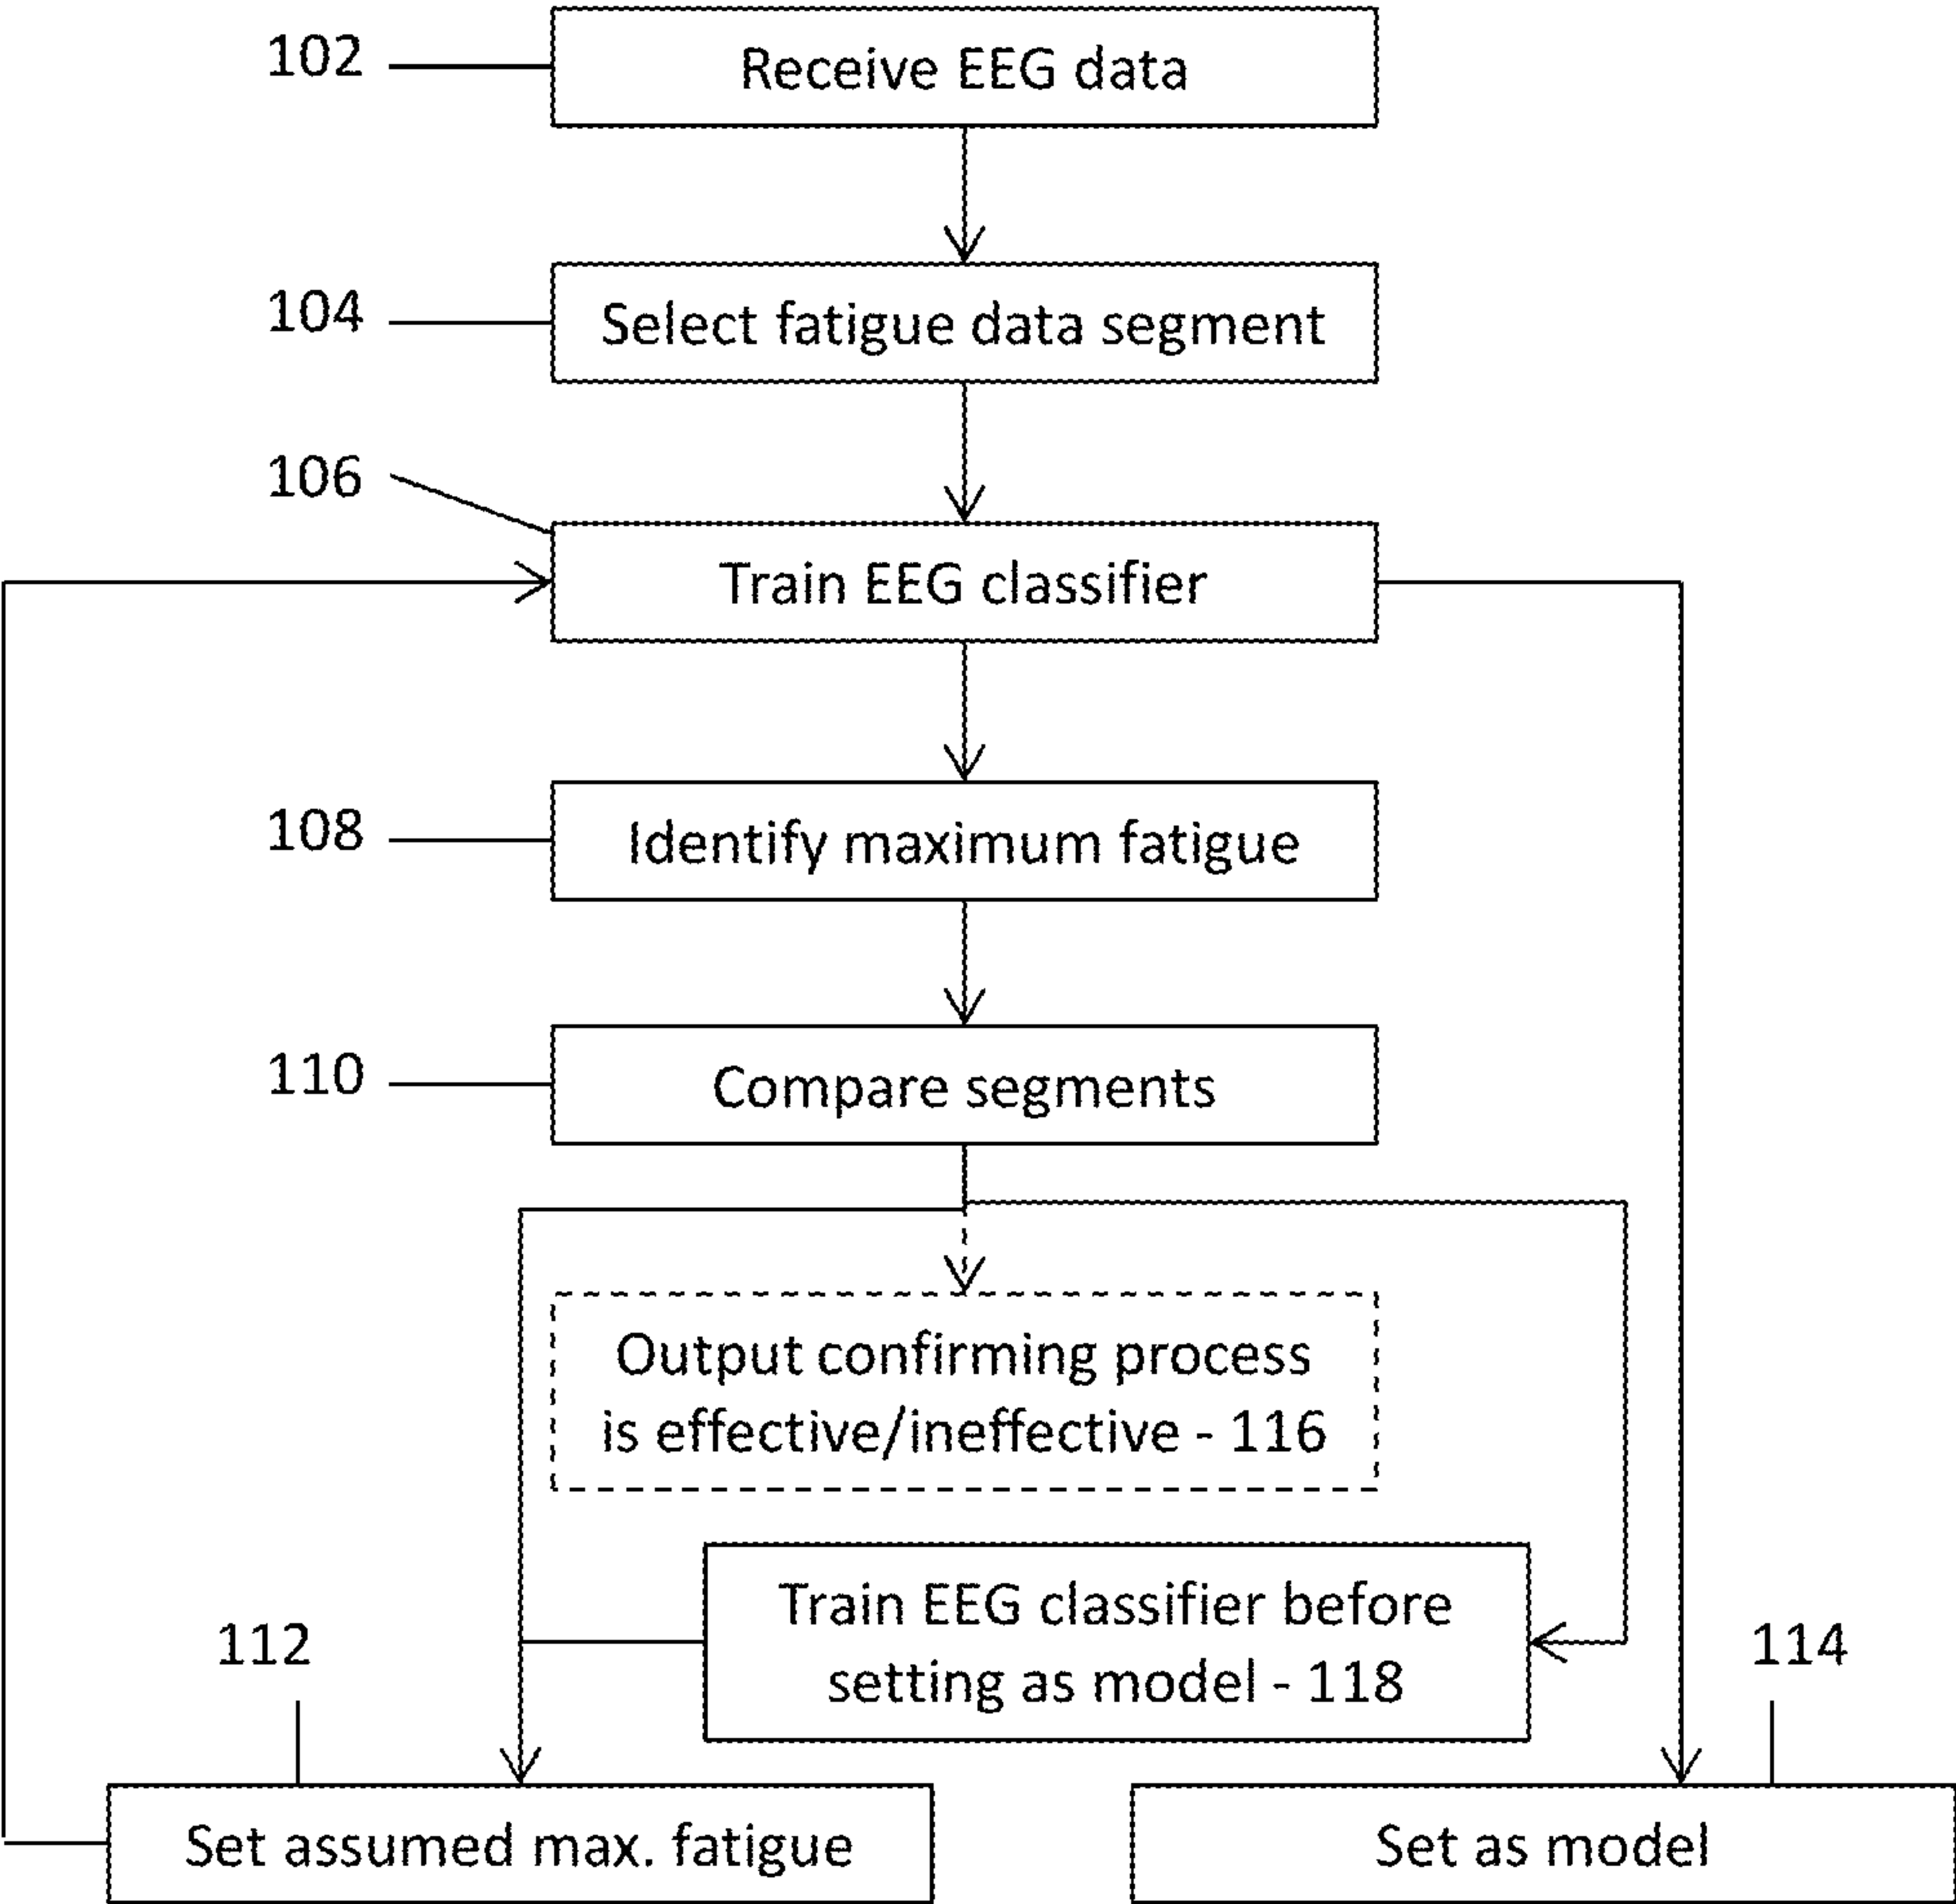 102
Receive EEG data
104
Select fatigue data segment
106
Train EEG classifier
108
Identify maximum fatigue
110
Compare segments
Output confirming process
is effective/ineffective - 116
Train EEG classifier before
setting as model - 118
112
114
Set assumed max. fatigue
Set as model